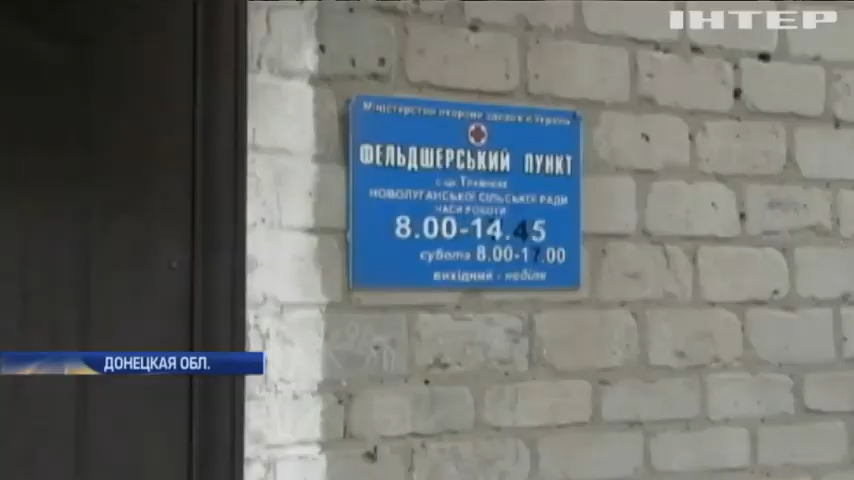 ІНТЕР
Міністерство охорони здоров'я України
ФЕЛЬДШЕРСЬКИЙ ПУНКТ
НОВОЛУГАНСЬКОЇ СІЛЬСЬКОЇ РАДИ
ЧАСИ РОБОТИ
8.00-14.45
субота 8.00-17.00
вихідний - неділя
ДОНЕЦКАЯ ОБЛ.